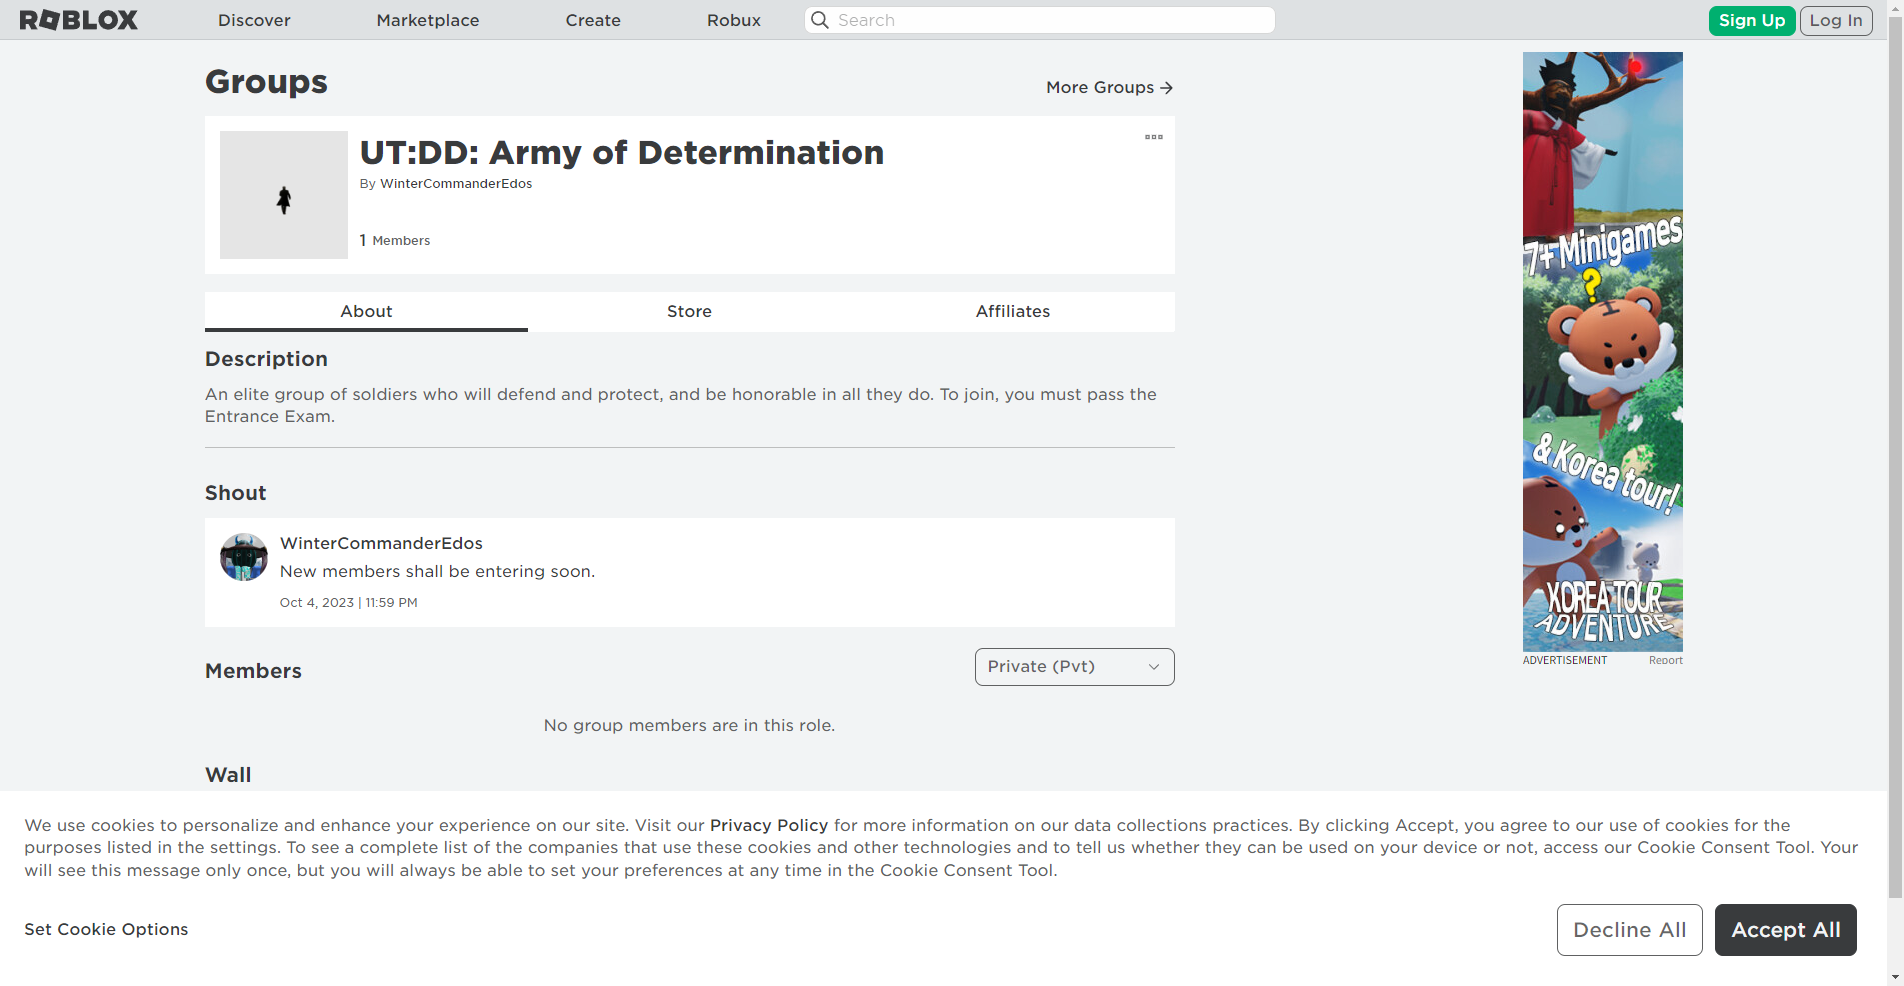 ROBLOX
Discover
Marketplace
Create
Robux
Search
Sign Up
Log In
Groups
More Groups
UT:DD: Army of Determination
By WinterCommanderEdos
1 Members
About
Store
Affiliates
Description
An elite group of soldiers who will defend and protect, and be honorable in all they do. To join, you must pass the
Entrance Exam.
Shout
WinterCommanderEdos
New members shall be entering soon.
Oct 4, 2023 | 11:59 PM
Members
Private (Pvt)
No group members are in this role.
Wall
7+ Minigames
?
& Korea tour!
KOREA TOUR
ADVENTURE
ADVERTISEMENT
Report
We use cookies to personalize and enhance your experience on our site. Visit our Privacy Policy for more information on our data collections practices. By clicking Accept, you agree to our use of cookies for the
purposes listed in the settings. To see a complete list of the companies that use these cookies and other technologies and to tell us whether they can be used on your device or not, access our Cookie Consent Tool. Your
will see this message only once, but you will always be able to set your preferences at any time in the Cookie Consent Tool.
Set Cookie Options
Decline All
Accept All